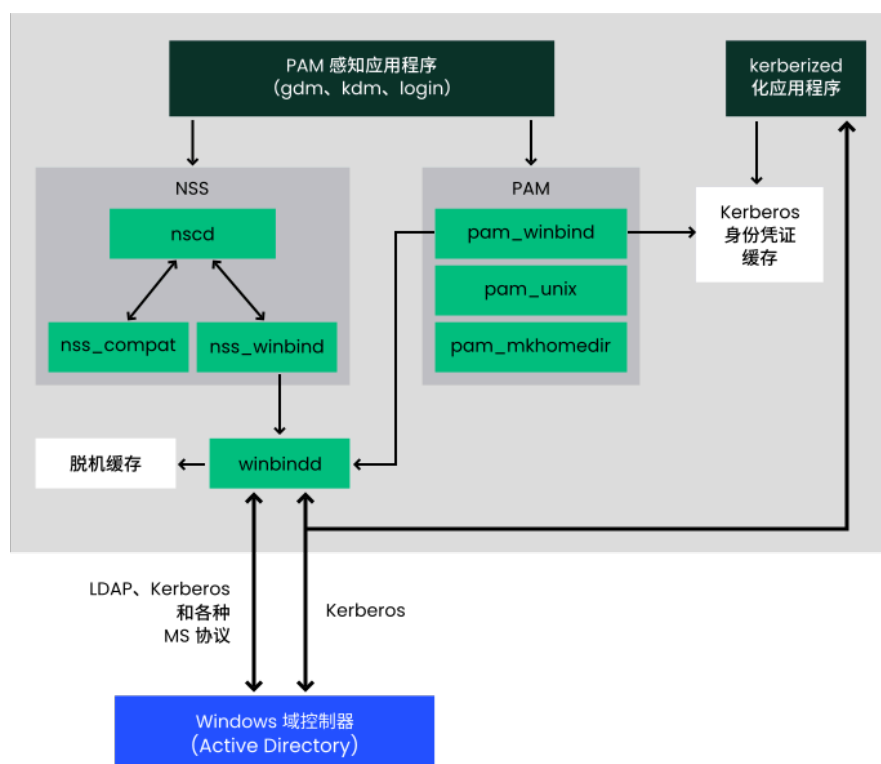 PAM 感知应用程序
（gdm、kdm、login）
kerberized
化应用程序
NSS
PAM
nscd
pam_winbind
Kerberos
身份凭证
缓存
pam_unix
nss_compat
nss_winbind
pam_mkhomedir
脱机缓存
winbindd
LDAP、Kerberos
和各种
MS 协议
Kerberos
Windows 域控制器
(Active Directory)